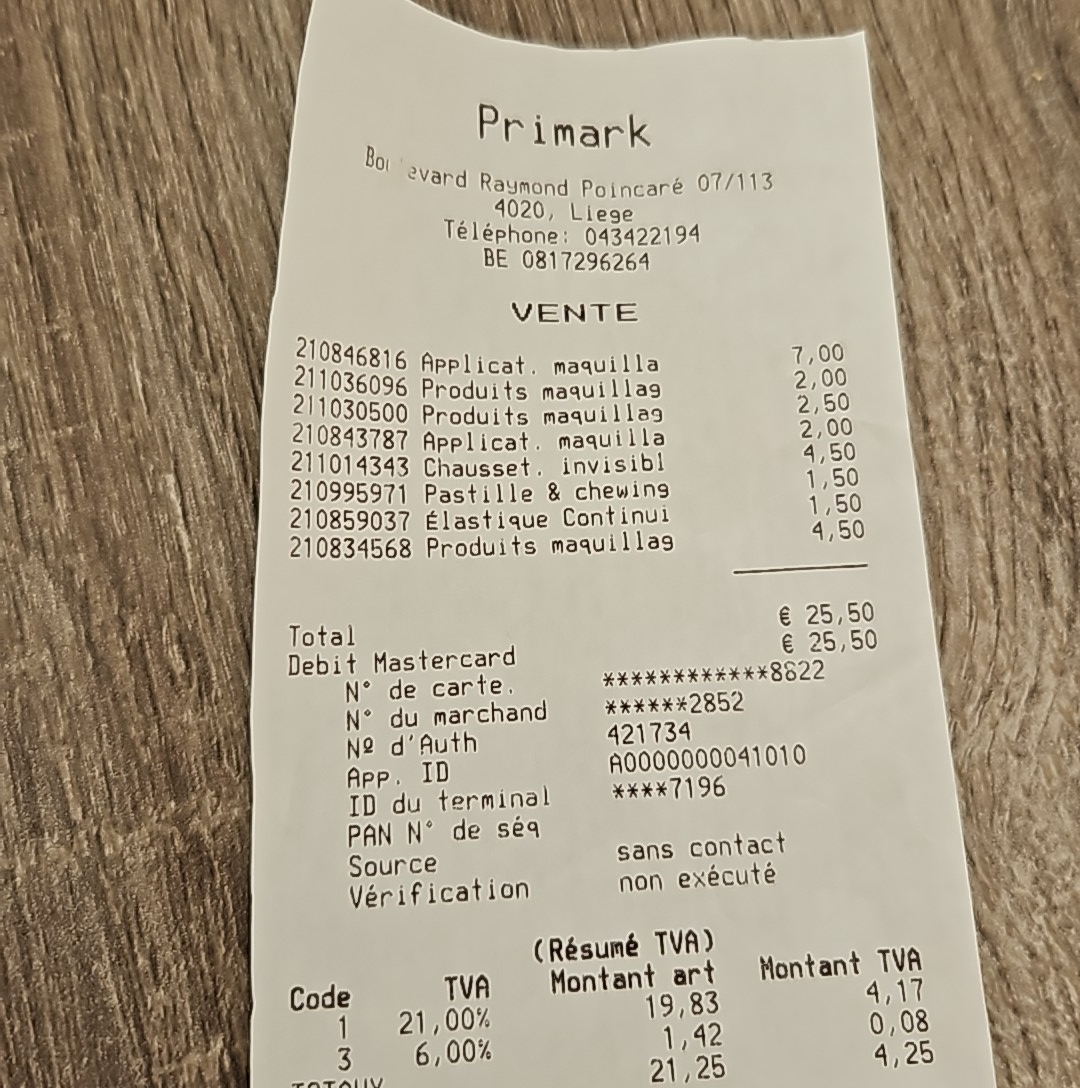 Primark
Boulevard Raymond Poincaré 07/113
4020, Liege
Téléphone: 043422194
BE 0817296264
VENTE
210846816 Applicat. maquilla 7,00
211036096 Produits maquillag 2,00
211030500 Produits maquillag 2,50
210843787 Applicat. maquilla 2,00
211014343 Chausset. invisibl 4,50
210995971 Pastille & chewing 1,50
210859037 Élastique Continui 1,50
210834568 Produits maquillag 4,50
Total € 25,50
Debit Mastercard € 25,50
N° de carte. ************8622
N° du marchand ******2852
Nº d'Auth 421734
App. ID A0000000041010
ID du terminal ****7196
PAN N° de séq
Source sans contact
Vérification non exécuté
(Résumé TVA)
Code TVA Montant art Montant TVA
1 21,00% 19,83 4,17
3 6,00% 1,42 0,08
TOTAUX 21,25 4,25